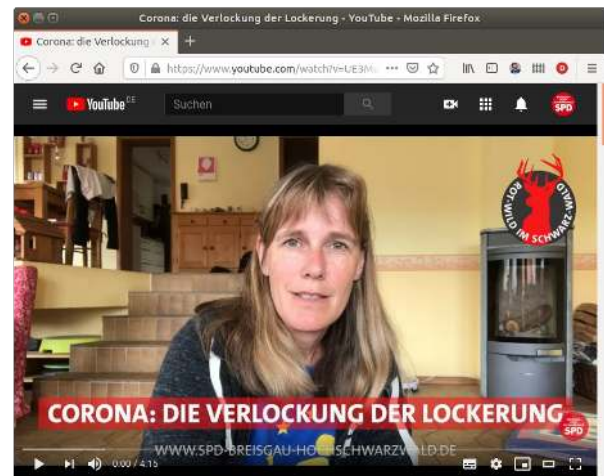 Corona: die Verlockung der Lockerung - YouTube - Mozilla Firefox
Corona: die Verlockung
https://www.youtube.com/watch?v=UE3M
YouTube DE
Suchen
SPD
ROT-WILD IM SCHWARZ-WALD
CORONA: DIE VERLOCKUNG DER LOCKERUNG
SPD
WWW.SPD-BREISGAU-HOCHSCHWARZWALD.DE
0:00 / 4:15